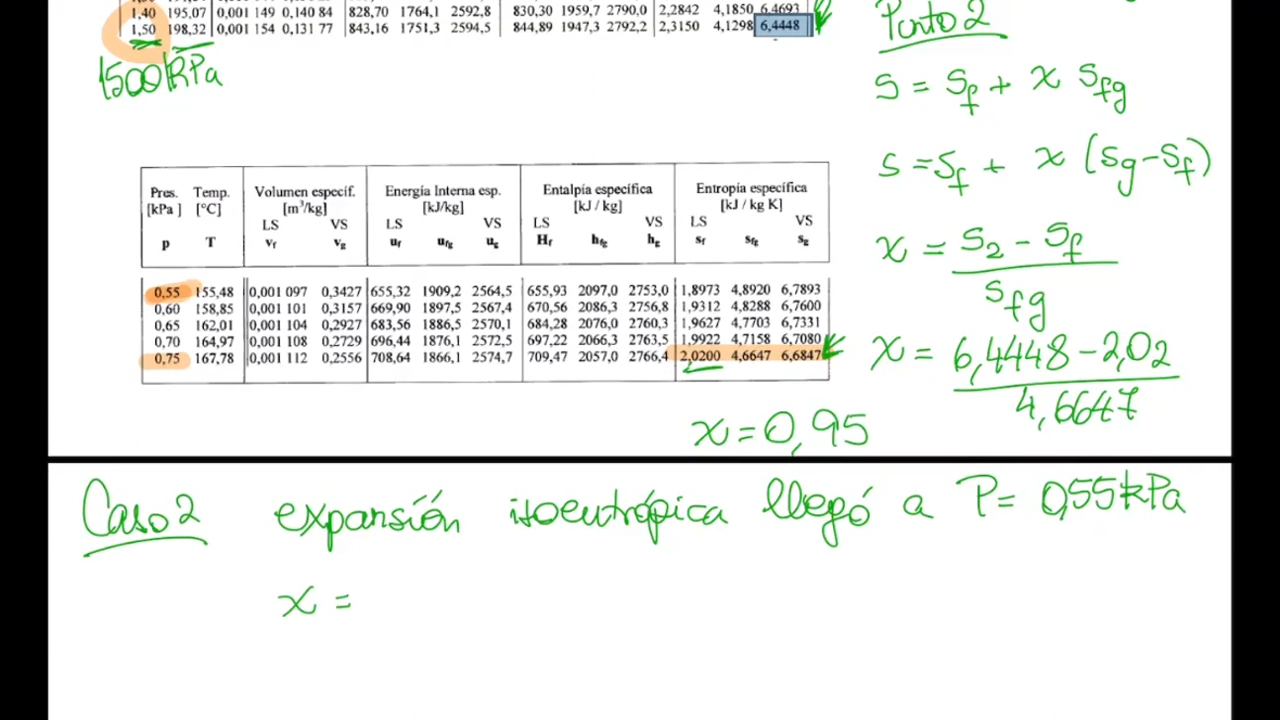 1,40 195,07 0,001 149 0,140 84 828,70 1764,1 2592,8 830,30 1959,7 2790,0 2,2842 4,1850 6,4693
1,50 198,32 0,001 154 0,131 77 843,16 1751,3 2594,5 844,89 1947,3 2792,2 2,3150 4,1298 6,4448
1500 kPa
Punto 2
s = sf + x sfg
s = sf + x (sg - sf)
x = s2 - sf
sfg
x = 6,4448 - 2,02
4,6647
x = 0,95
Pres. Temp. Volumen especif. Energía Interna esp. Entalpía específica Entropia específica
[kPa ] [°C] [m³/kg] [kJ/kg] [kJ / kg] [kJ / kg K]
LS VS LS VS LS VS LS VS
p T vf vg uf ufg ug Hf hfg hg sf sfg sg
0,55 155,48 0,001 097 0,3427 655,32 1909,2 2564,5 655,93 2097,0 2753,0 1,8973 4,8920 6,7893
0,60 158,85 0,001 101 0,3157 669,90 1897,5 2567,4 670,56 2086,3 2756,8 1,9312 4,8288 6,7600
0,65 162,01 0,001 104 0,2927 683,56 1886,5 2570,1 684,28 2076,0 2760,3 1,9627 4,7703 6,7331
0,70 164,97 0,001 108 0,2729 696,44 1876,1 2572,5 697,22 2066,3 2763,5 1,9922 4,7158 6,7080
0,75 167,78 0,001 112 0,2556 708,64 1866,1 2574,7 709,47 2057,0 2766,4 2,0200 4,6647 6,6847
Caso 2 expansión isoentrópica llegó a P= 0,55 kPa
x =